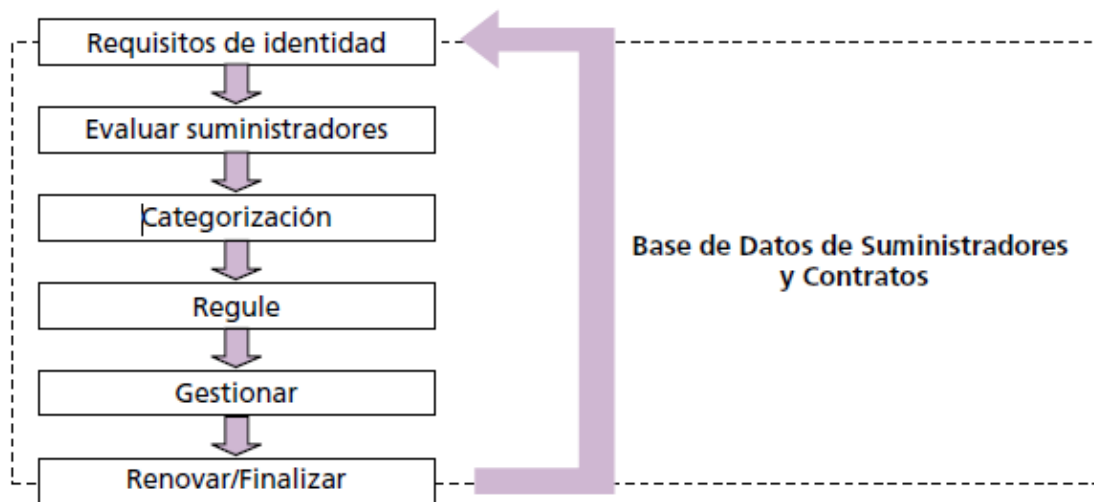 Requisitos de identidad
Evaluar suministradores
Categorización
Regule
Gestionar
Renovar/Finalizar
Base de Datos de Suministradores
y Contratos